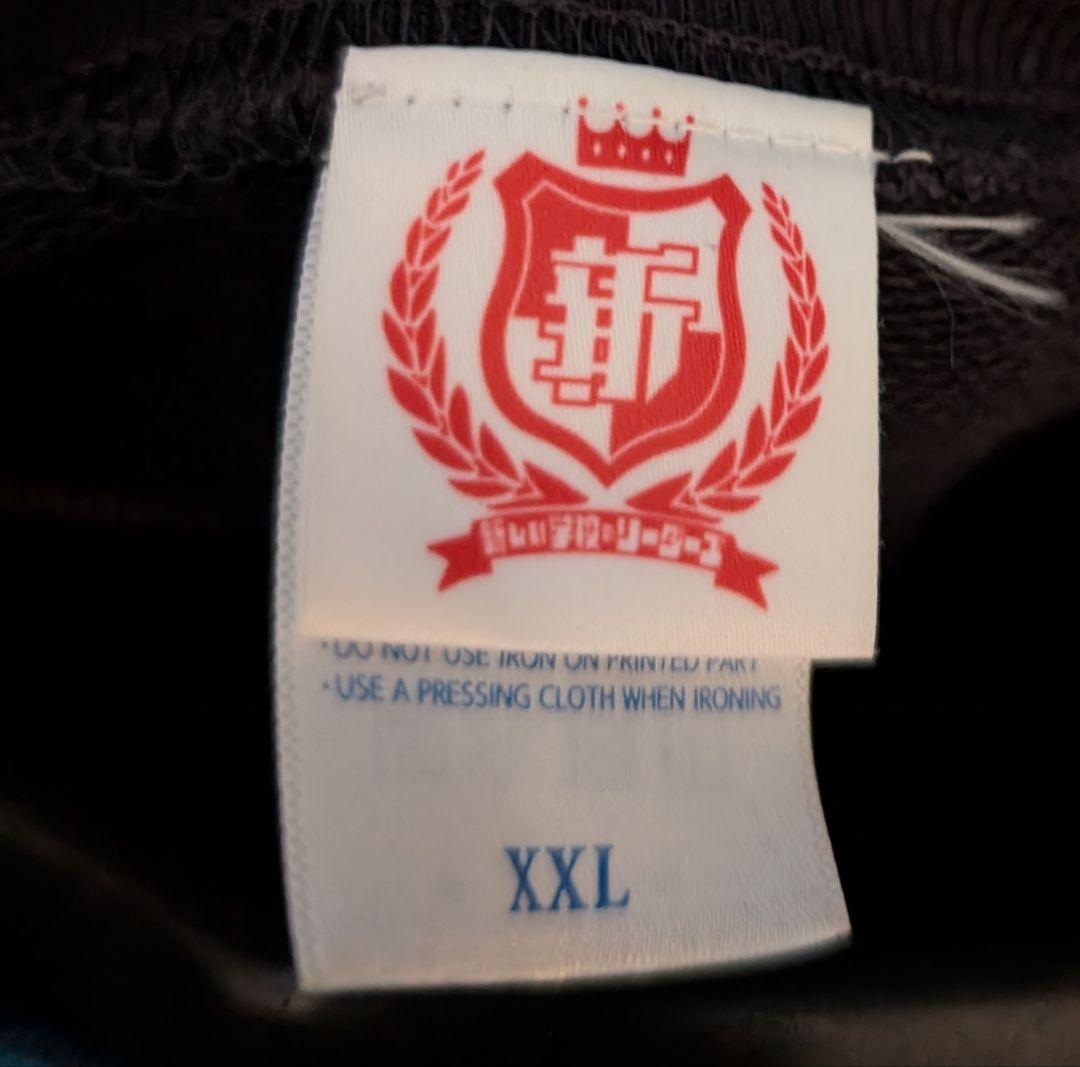 新
新しい学校のリーダーズ
・DO NOT USE IRON ON PRINTED PART
・USE A PRESSING CLOTH WHEN IRONING
XXL